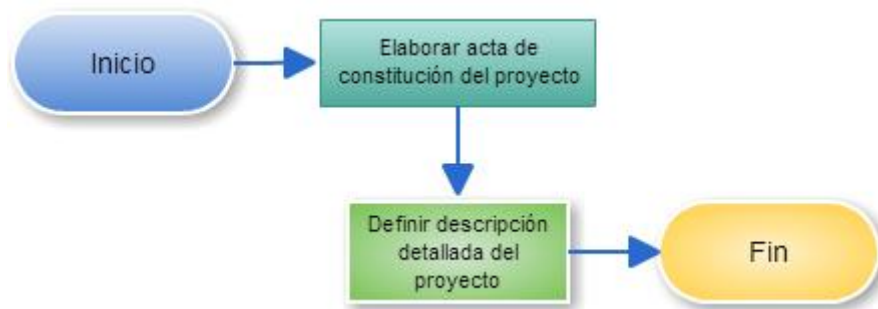 Inicio
Elaborar acta de
constitución del proyecto
Definir descripción
detallada del
proyecto
Fin